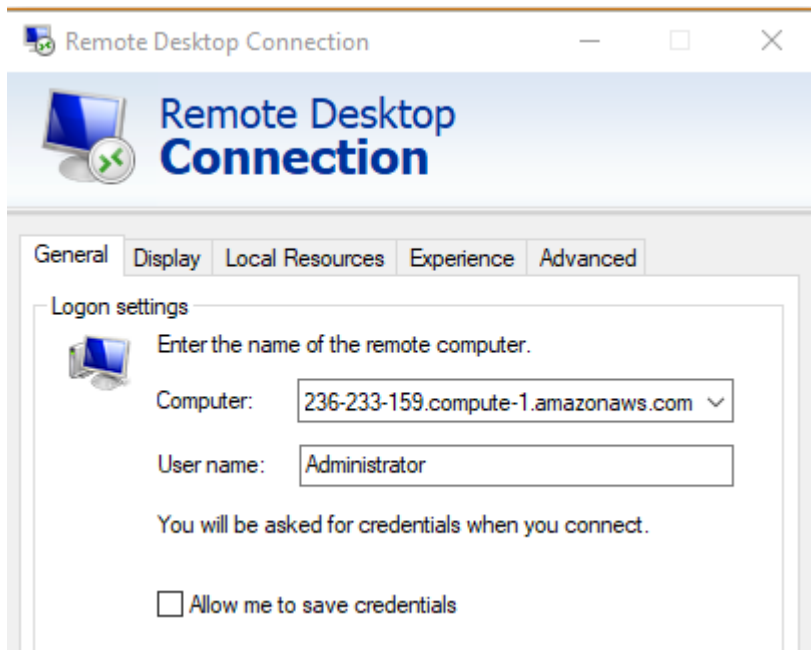 Remote Desktop Connection
Remote Desktop
Connection
General Display Local Resources Experience Advanced
Logon settings
Enter the name of the remote computer.
Computer: 236-233-159.compute-1.amazonaws.com
User name: Administrator
You will be asked for credentials when you connect.
Allow me to save credentials